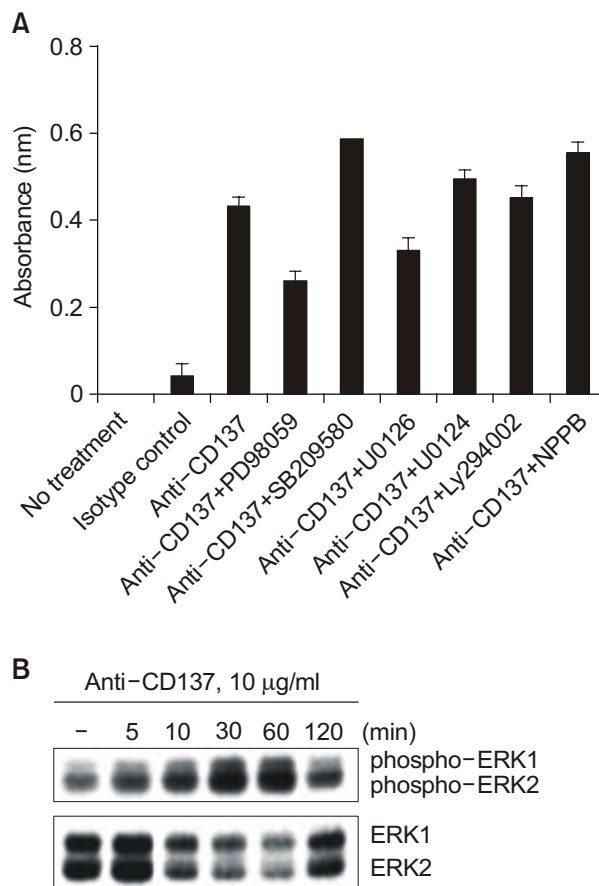 A
0.8
0.6
0.4
0.2
0
Absorbance (nm)
No treatment
Isotype control
Anti−CD137
Anti−CD137+PD98059
Anti−CD137+SB209580
Anti−CD137+U0126
Anti−CD137+U0124
Anti−CD137+Ly294002
Anti−CD137+NPPB
B
Anti−CD137, 10 μg/ml
− 5 10 30 60 120 (min)
phospho−ERK1
phospho−ERK2
ERK1
ERK2